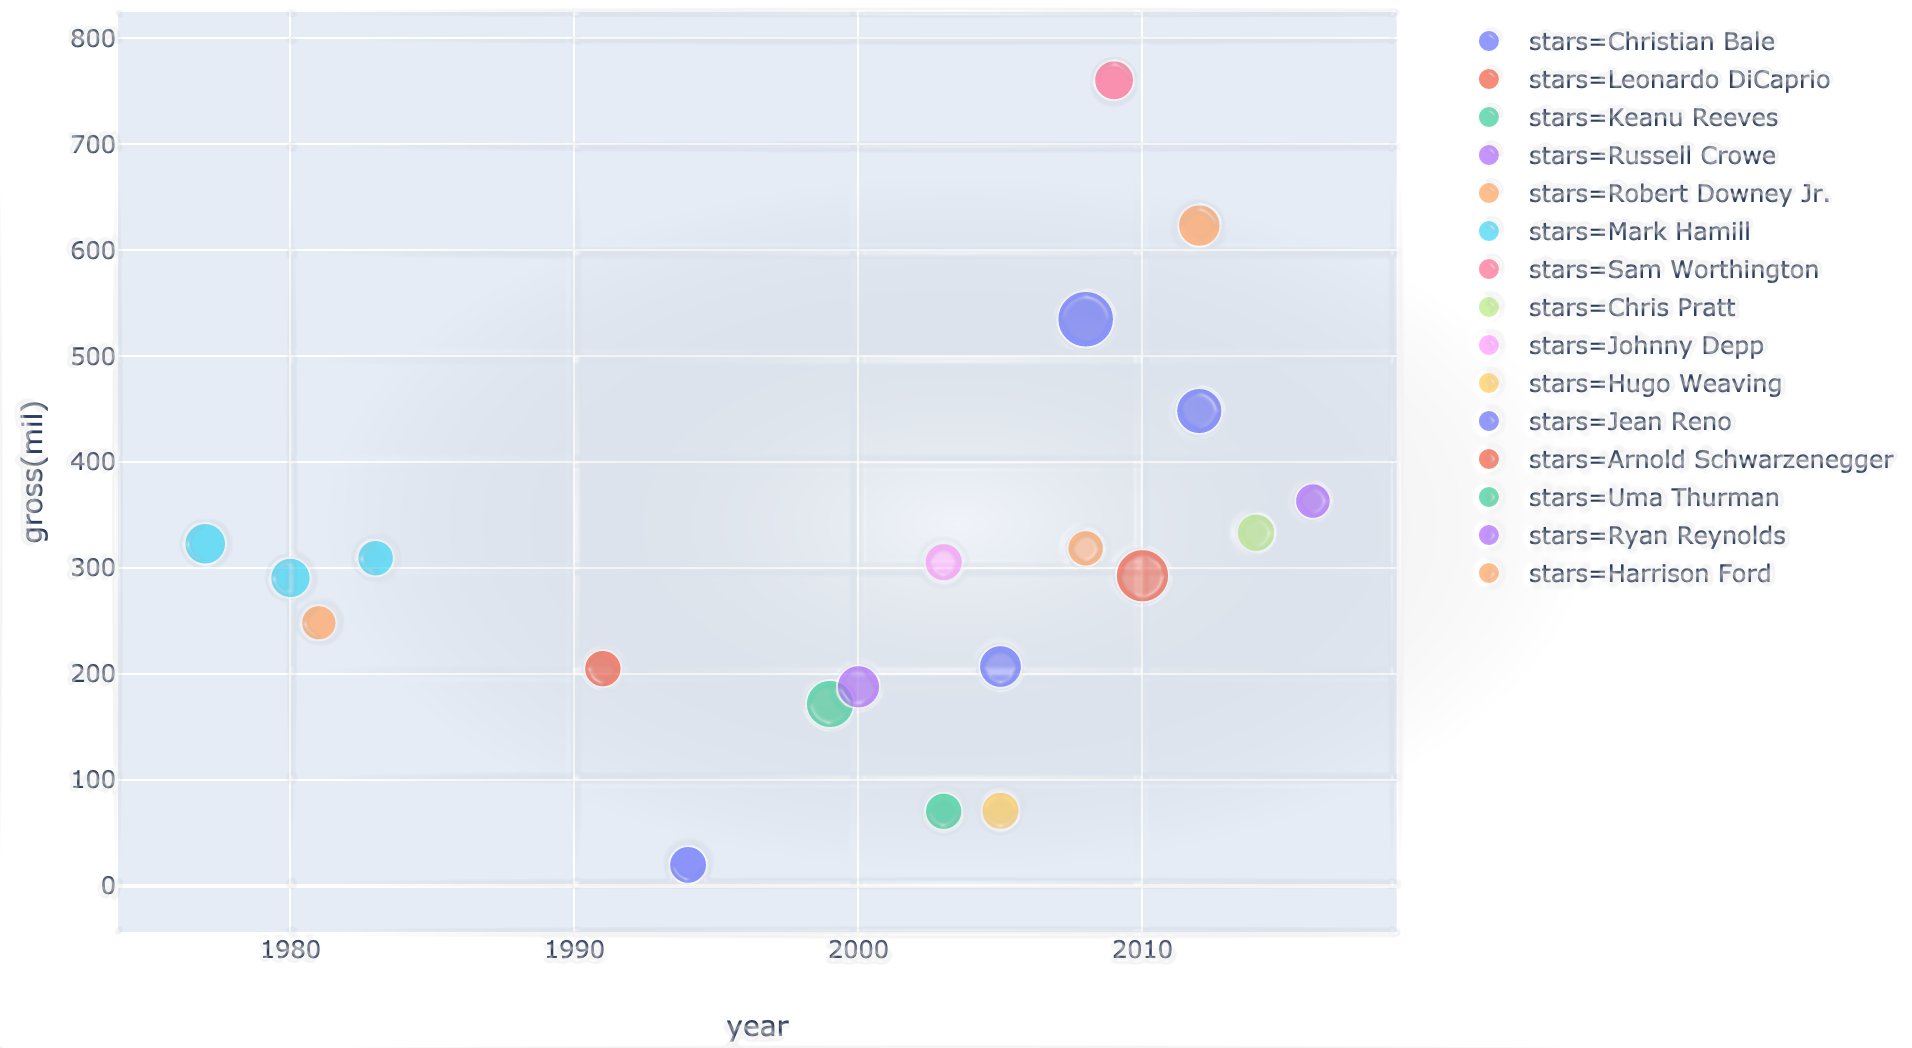 800
700
600
500
400
300
200
100
0
gross(mil)
1980
1990
2000
2010
year
stars=Christian Bale
stars=Leonardo DiCaprio
stars=Keanu Reeves
stars=Russell Crowe
stars=Robert Downey Jr.
stars=Mark Hamill
stars=Sam Worthington
stars=Chris Pratt
stars=Johnny Depp
stars=Hugo Weaving
stars=Jean Reno
stars=Arnold Schwarzenegger
stars=Uma Thurman
stars=Ryan Reynolds
stars=Harrison Ford